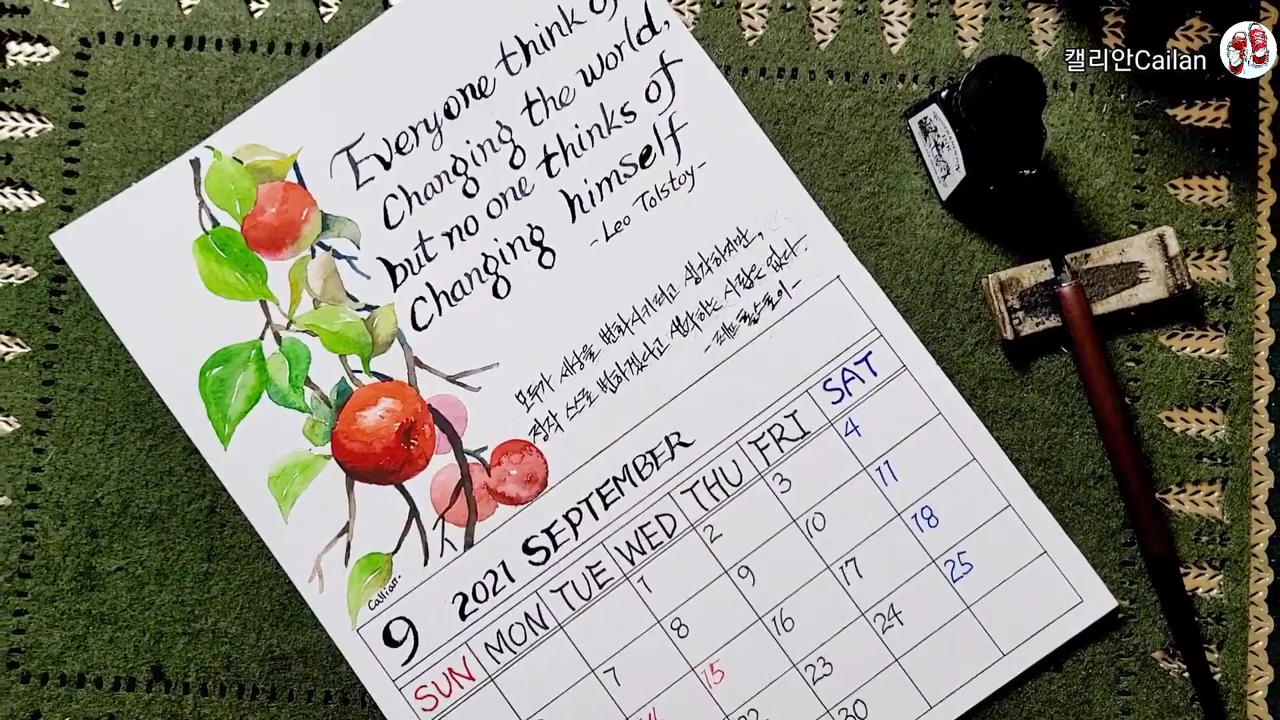 캘리안Cailan
Everyone think of
Changing the world,
but no one thinks of
Changing himself
- Leo Tolstoy -
모두가 세상을 변화시키려고 생각하지만,
정작 스스로 변하겠다고 생각하는 사람은 없다.
- 레프 톨스토이 -
9 2021 SEPTEMBER
SUN MON TUE WED THU FRI SAT
1 2 3 4
7 8 9 10 11
14 15 16 17 18
22 23 24 25
30
Callian.